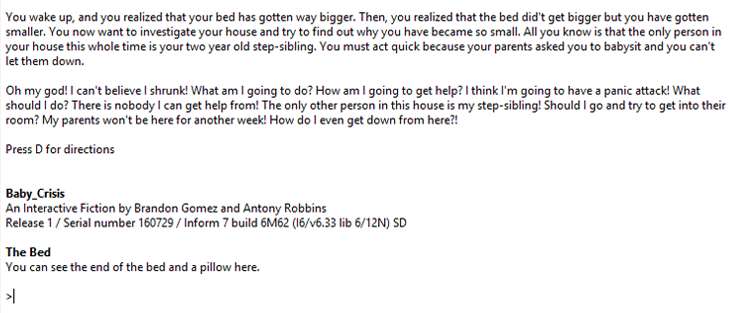 You wake up, and you realized that your bed has gotten way bigger. Then, you realized that the bed did't get bigger but you have gotten
smaller. You now want to investigate your house and try to find out why you have became so small. All you know is that the only person in
your house this whole time is your two year old step-sibling. You must act quick because your parents asked you to babysit and you can't
let them down.
Oh my god! I can't believe I shrunk! What am I going to do? How am I going to get help? I think I'm going to have a panic attack! What
should I do? There is nobody I can get help from! The only other person in this house is my step-sibling! Should I go and try to get into their
room? My parents won't be here for another week! How do I even get down from here?!
Press D for directions
Baby_Crisis
An Interactive Fiction by Brandon Gomez and Antony Robbins
Release 1 / Serial number 160729 / Inform 7 build 6M62 (I6/v6.33 lib 6/12N) SD
The Bed
You can see the end of the bed and a pillow here.
>